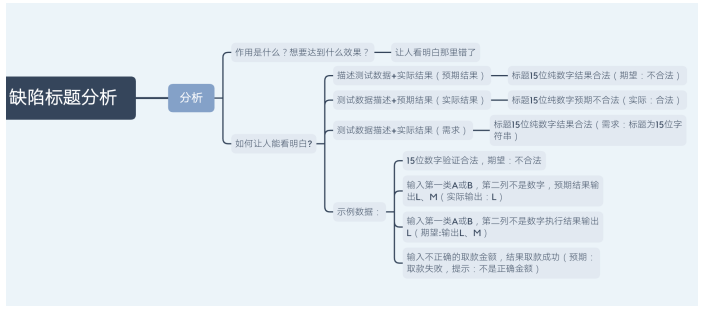 缺陷标题分析
分析
作用是什么？想要达到什么效果？
让人看明白那里错了
如何让人能看明白?
描述测试数据+实际结果（预期结果）
标题15位纯数字结果合法（期望：不合法）
测试数据描述+预期结果（实际结果）
标题15位纯数字预期不合法（实际：合法）
测试数据描述+实际结果（需求）
标题15位纯数字结果合法（需求：标题为15位字
符串）
示例数据：
15位数字验证合法，期望：不合法
输入第一类A或B，第二列不是数字，预期结果输
出L、M（实际输出：L）
输入第一类A或B，第二列不是数字执行结果输出
L（期望:输出L、M）
输入不正确的取款金额，结果取款成功（预期：
取款失败，提示：不是正确金额）